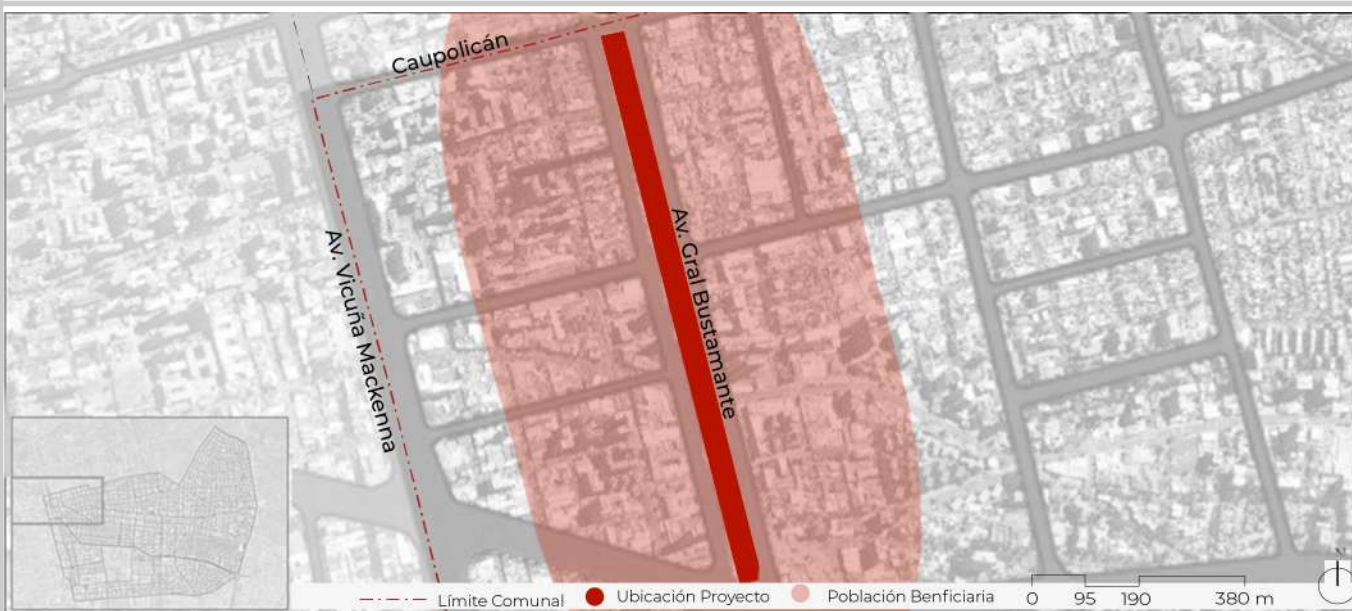 Caupolicán
Av. Vicuña Mackenna
Av. Gral Bustamante
N
Límite Comunal
Ubicación Proyecto
Población Benficiaria
0 95 190 380 m